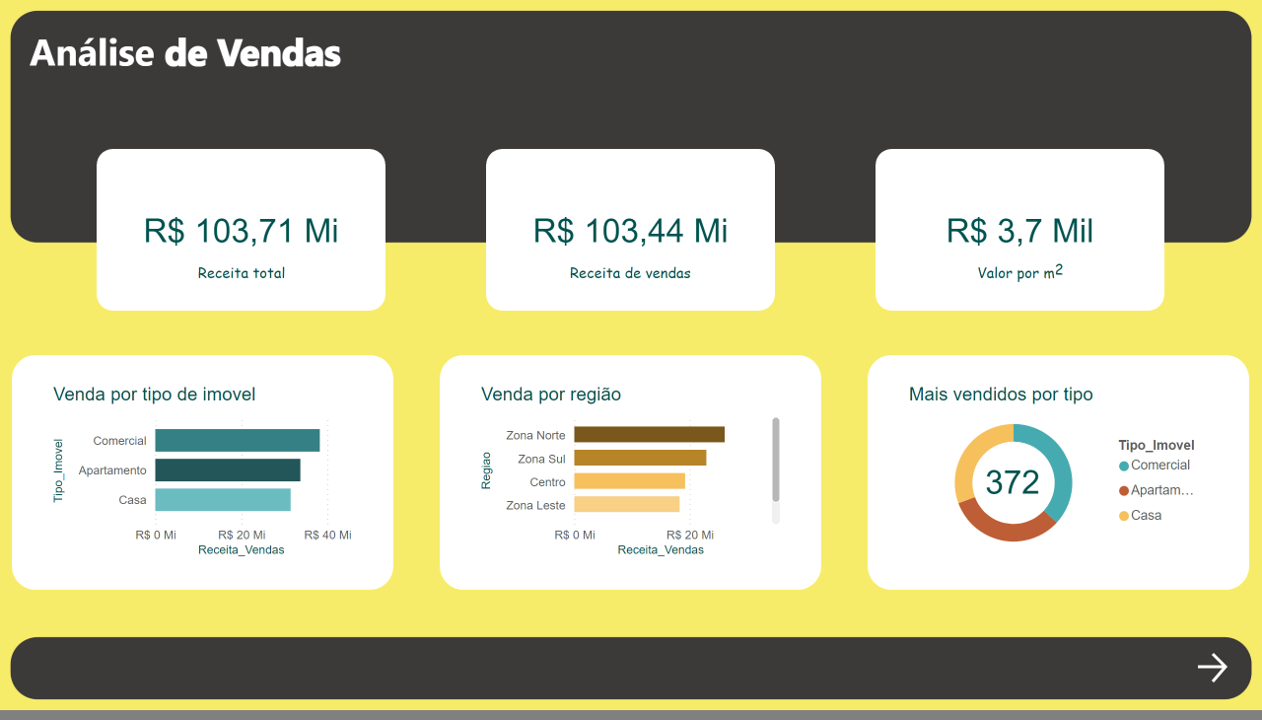 Análise de Vendas
R$ 103,71 Mi
Receita total
R$ 103,44 Mi
Receita de vendas
R$ 3,7 Mil
Valor por m²
Venda por tipo de imovel
Tipo_Imovel
Comercial
Apartamento
Casa
R$ 0 Mi R$ 20 Mi R$ 40 Mi
Receita_Vendas
Venda por região
Regiao
Zona Norte
Zona Sul
Centro
Zona Leste
R$ 0 Mi R$ 20 Mi
Receita_Vendas
Mais vendidos por tipo
372
Tipo_Imovel
Comercial
Apartam...
Casa